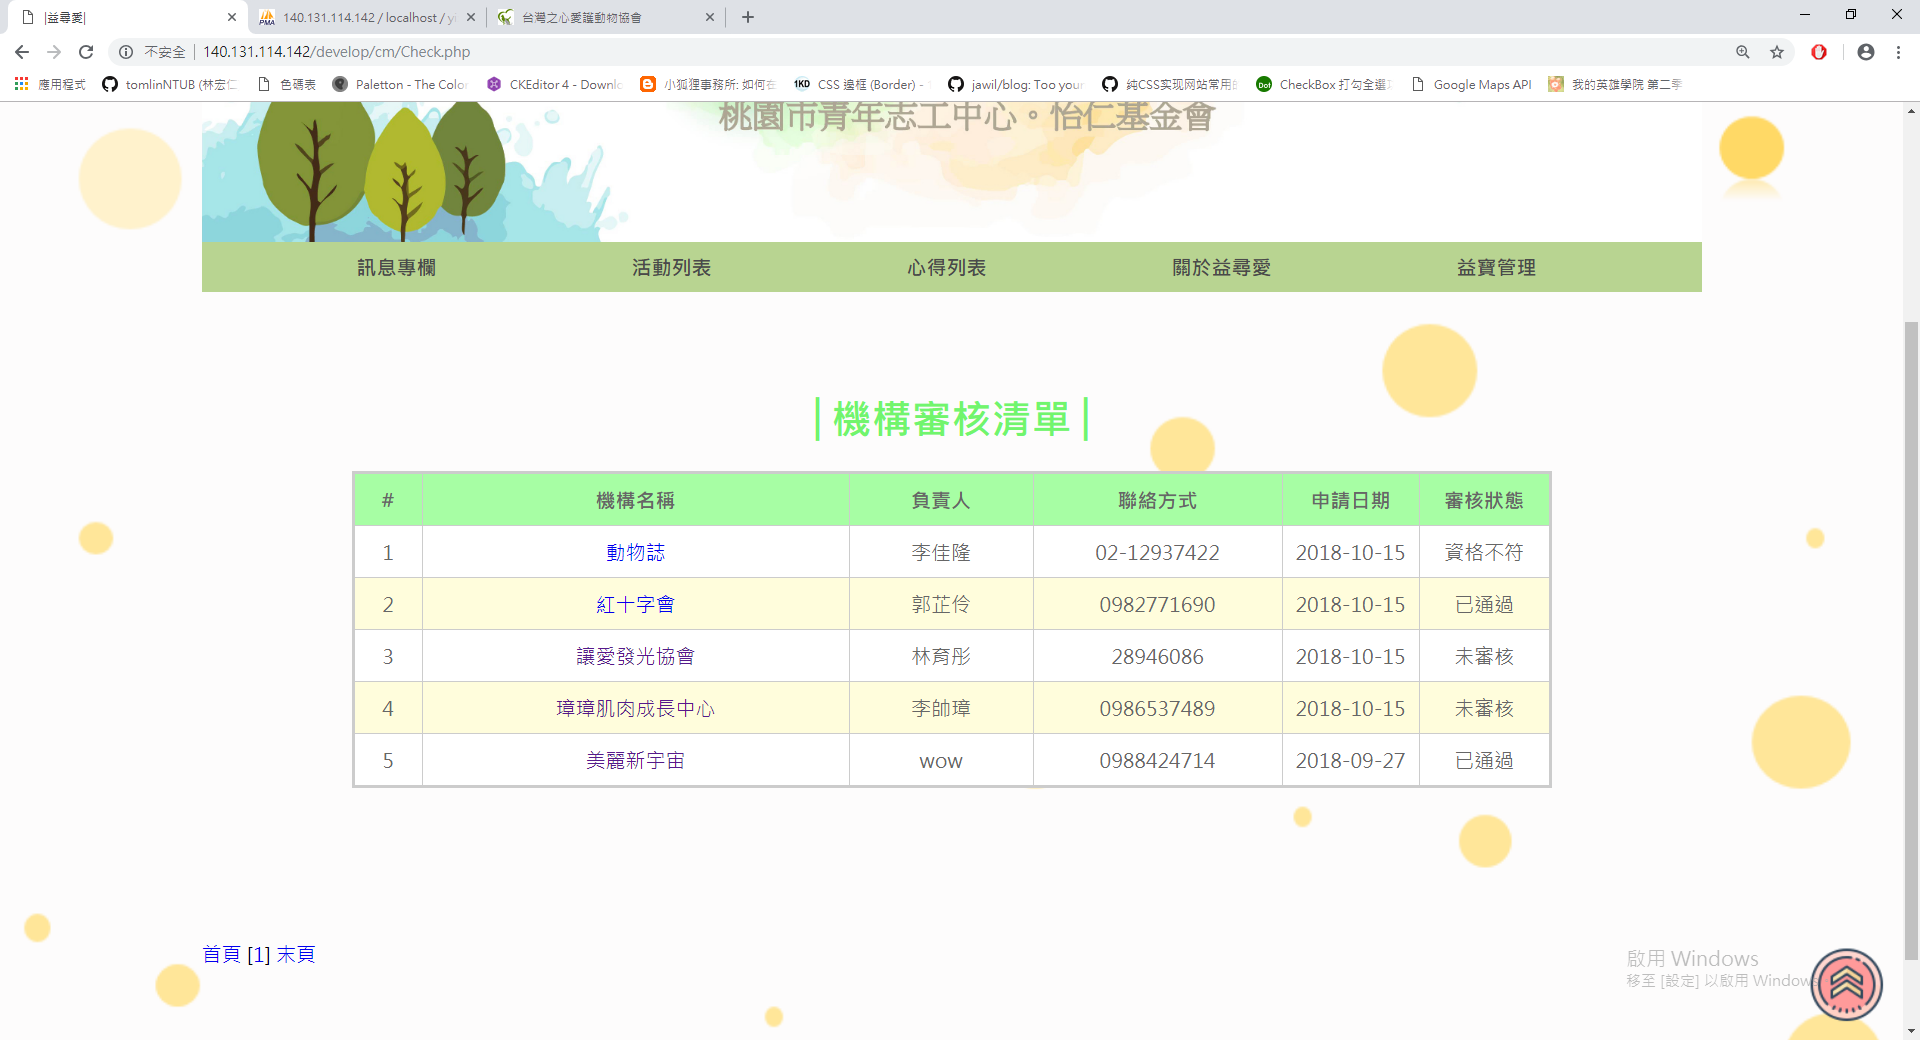 |益尋愛|
140.131.114.142 / localhost / yi
台灣之心愛護動物協會
不安全 | 140.131.114.142/develop/cm/Check.php
應用程式
tomlinNTUB (林宏仁
色碼表
Paletton - The Color
CKEditor 4 - Downlo
小狐狸事務所: 如何在
CSS 邊框 (Border) -
jawil/blog: Too your
純CSS实现网站常用的
CheckBox 打勾全選
Google Maps API
我的英雄學院 第二季
桃園市青年志工中心。怡仁基金會
訊息專欄 活動列表 心得列表 關於益尋愛 益寶管理
| 機構審核清單 |
# 機構名稱 負責人 聯絡方式 申請日期 審核狀態
1 動物誌 李佳隆 02-12937422 2018-10-15 資格不符
2 紅十字會 郭芷伶 0982771690 2018-10-15 已通過
3 讓愛發光協會 林育彤 28946086 2018-10-15 未審核
4 璋璋肌肉成長中心 李帥璋 0986537489 2018-10-15 未審核
5 美麗新宇宙 wow 0988424714 2018-09-27 已通過
首頁 [1] 末頁
啟用 Windows
移至 [設定] 以啟用 Windows